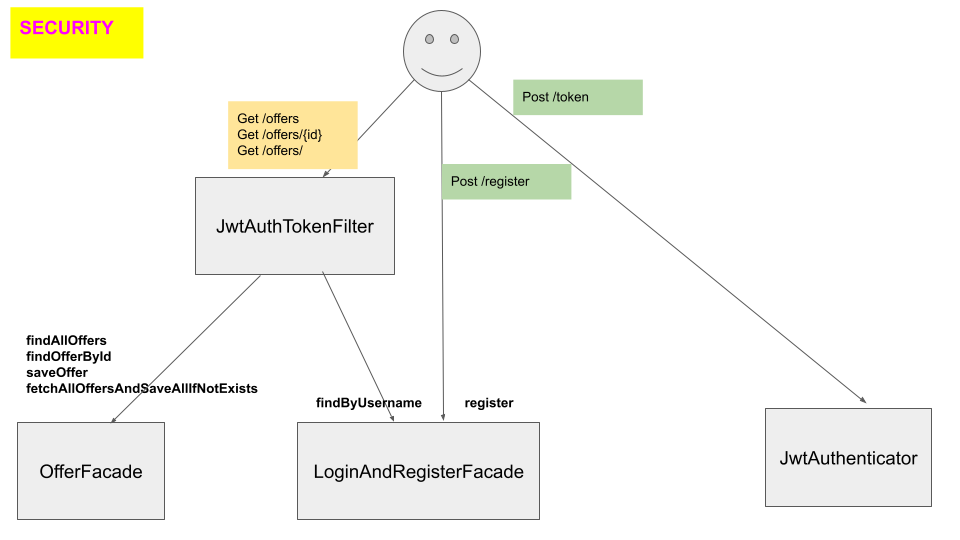 SECURITY
Post /token
Get /offers
Get /offers/{id}
Get /offers/
Post /register
JwtAuthTokenFilter
findAllOffers
findOfferById
saveOffer
fetchAllOffersAndSaveAllIfNotExists
findByUsername
register
OfferFacade
LoginAndRegisterFacade
JwtAuthenticator